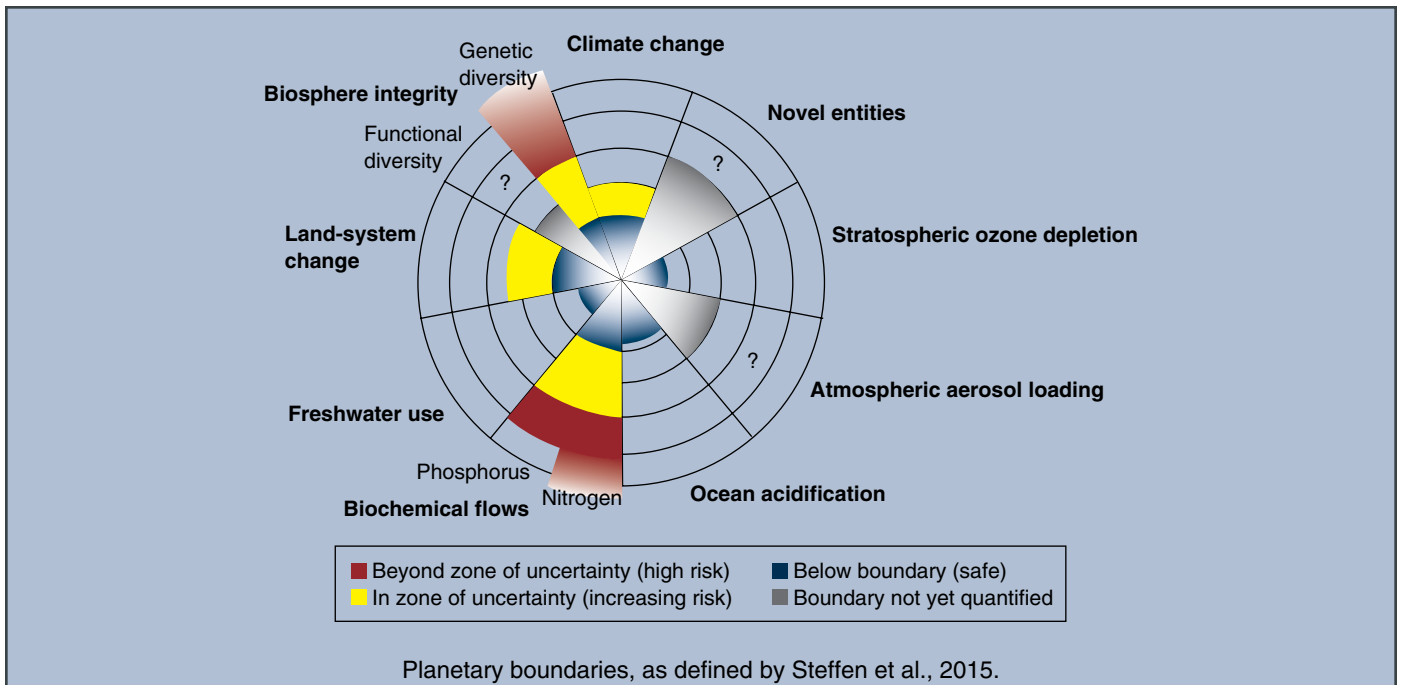 Climate change
Genetic
diversity
Biosphere integrity
Novel entities
Functional
diversity
?
?
Land-system
change
Stratospheric ozone depletion
?
Atmospheric aerosol loading
Freshwater use
Phosphorus
Nitrogen
Ocean acidification
Biochemical flows
Beyond zone of uncertainty (high risk)
Below boundary (safe)
In zone of uncertainty (increasing risk)
Boundary not yet quantified
Planetary boundaries, as defined by Steffen et al., 2015.